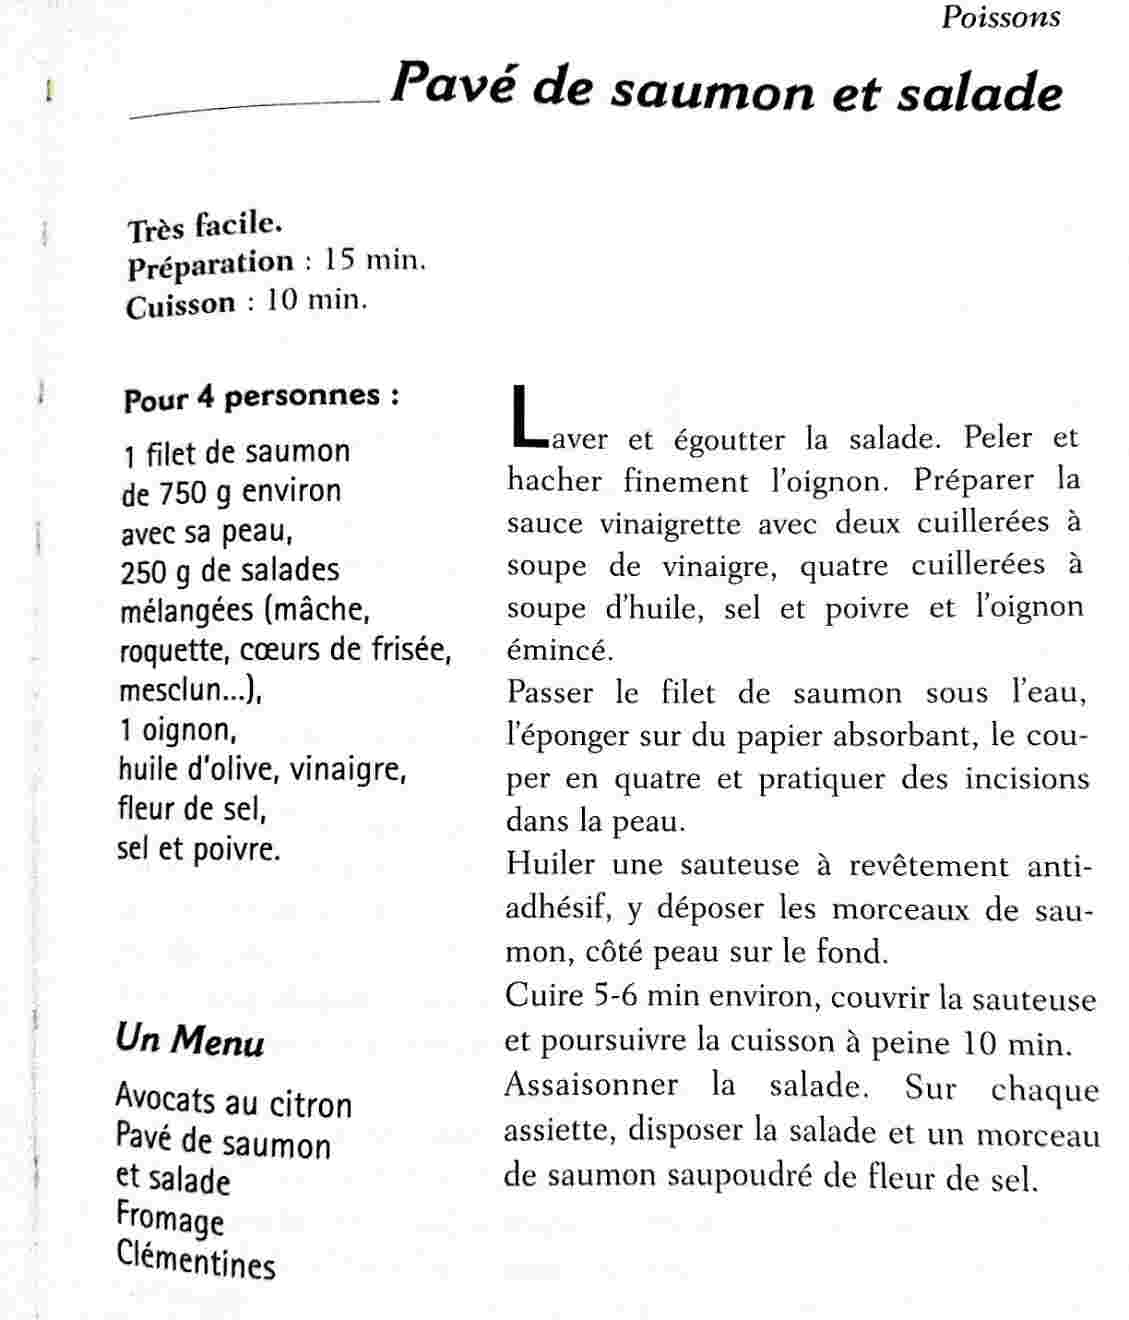 Poissons
Pavé de saumon et salade
Très facile.
Préparation : 15 min.
Cuisson : 10 min.
Pour 4 personnes :
1 filet de saumon
de 750 g environ
avec sa peau,
250 g de salades
mélangées (mâche,
roquette, cœurs de frisée,
mesclun...),
1 oignon,
huile d'olive, vinaigre,
fleur de sel,
sel et poivre.
Un Menu
Avocats au citron
Pavé de saumon
et salade
Fromage
Clémentines
Laver et égoutter la salade. Peler et
hacher finement l'oignon. Préparer la
sauce vinaigrette avec deux cuillerées à
soupe de vinaigre, quatre cuillerées à
soupe d'huile, sel et poivre et l'oignon
émincé.
Passer le filet de saumon sous l'eau,
l'éponger sur du papier absorbant, le cou-
per en quatre et pratiquer des incisions
dans la peau.
Huiler une sauteuse à revêtement anti-
adhésif, y déposer les morceaux de sau-
mon, côté peau sur le fond.
Cuire 5-6 min environ, couvrir la sauteuse
et poursuivre la cuisson à peine 10 min.
Assaisonner la salade. Sur chaque
assiette, disposer la salade et un morceau
de saumon saupoudré de fleur de sel.